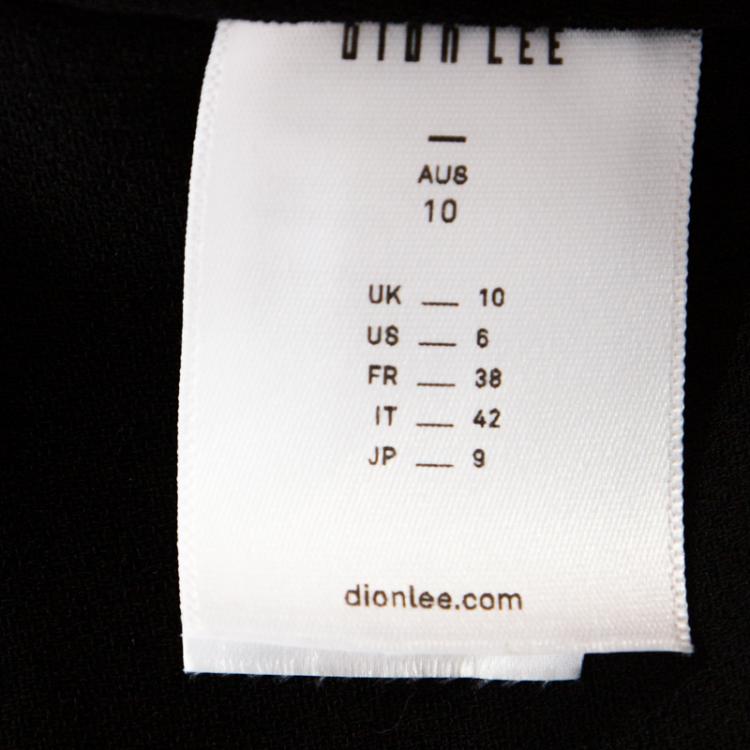 DION LEE
—
AUS
10
UK — 10
US — 6
FR — 38
IT — 42
JP — 9
dionlee.com